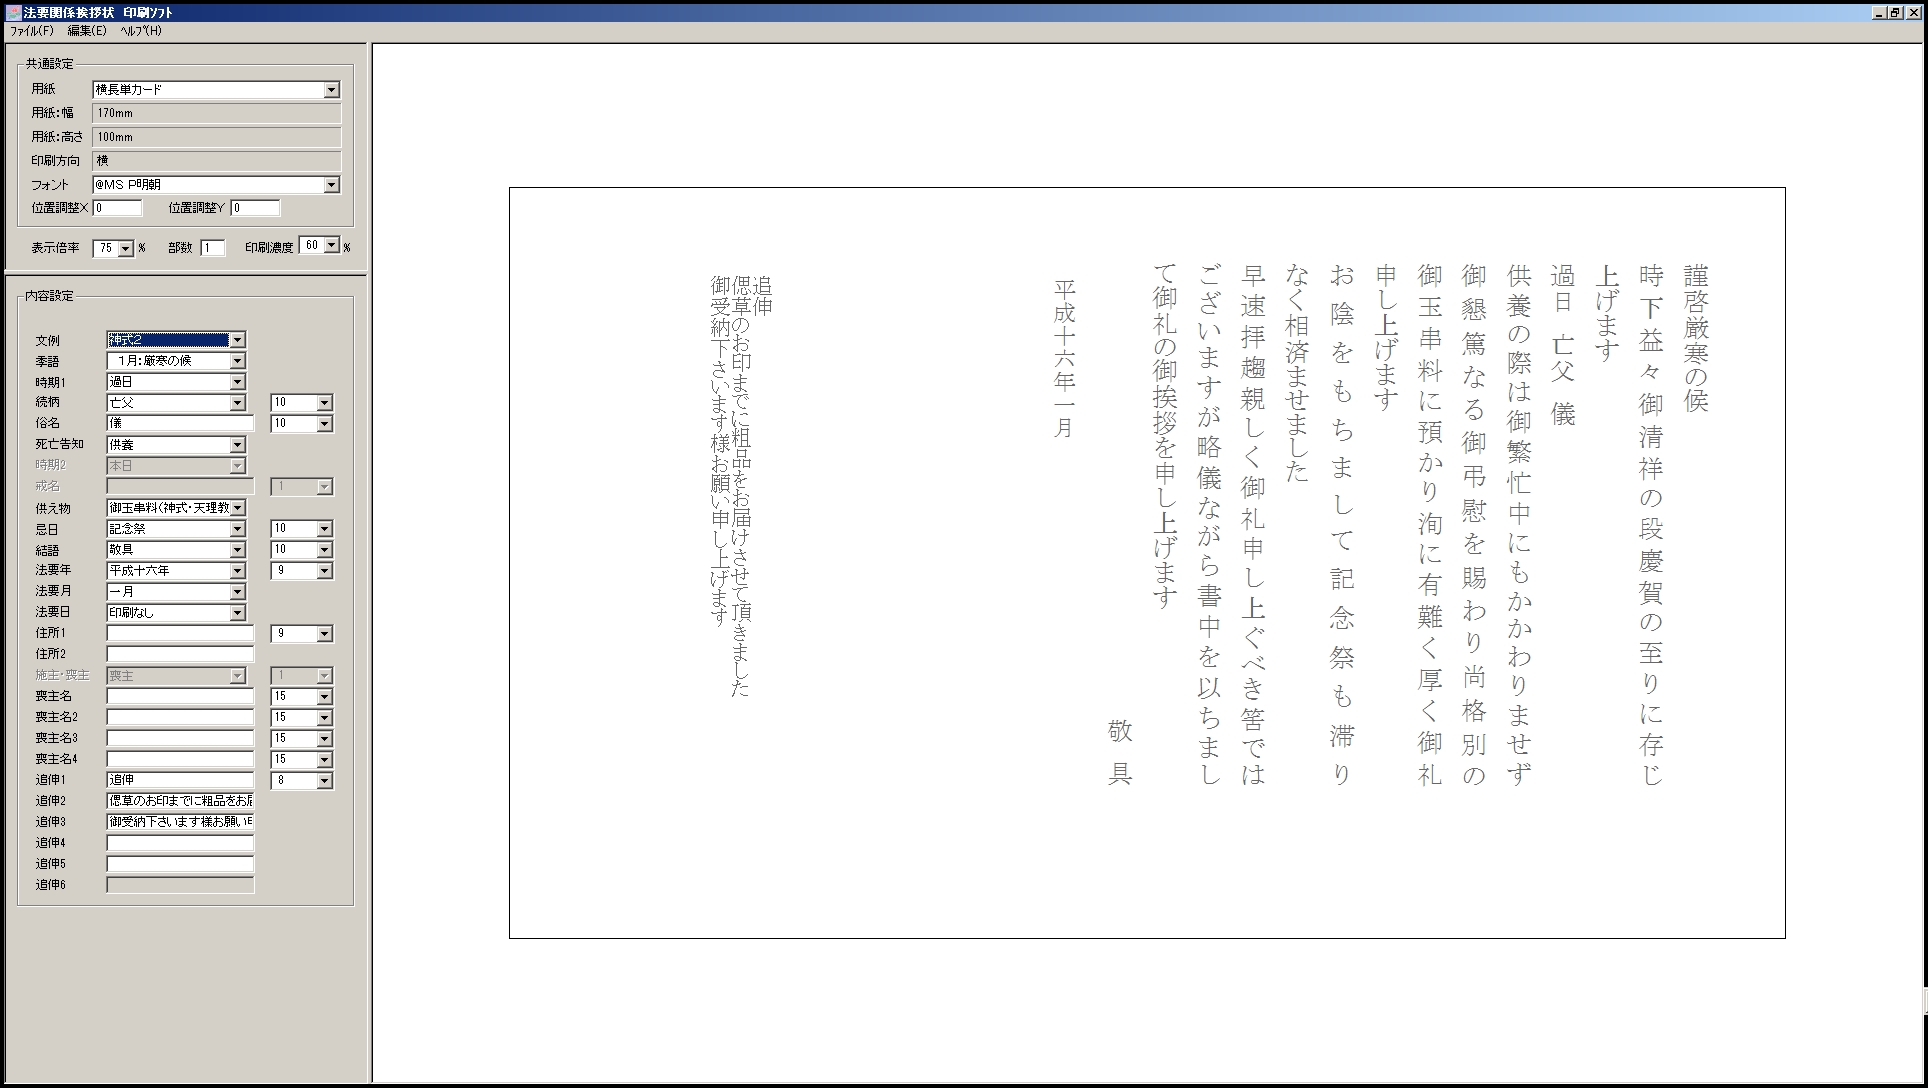 法要関係挨拶状 印刷ソフト
ファイル(F) 編集(E) ヘルプ(H)
共通設定
用紙 横長単カード
用紙:幅 170mm
用紙:高さ 100mm
印刷方向 横
フォント @MS P明朝
位置調整X 0 位置調整Y 0
表示倍率 75 % 部数 1 印刷濃度 60 %
内容設定
文例 神式2
季語 1月:厳寒の候
時期1 過日
続柄 亡父 10
俗名 儀 10
死亡告知 供養
時期2 本日
戒名 1
供え物 御玉串料(神式・天理教
忌日 記念祭 10
結語 敬具 10
法要年 平成十六年 9
法要月 一月
法要日 印刷なし
住所1 9
住所2
施主・喪主 喪主 1
喪主名 15
喪主名2 15
喪主名3 15
喪主名4 15
追伸1 追伸 8
追伸2 偲草のお印までに粗品をお届
追伸3 御受納下さいます様お願い申
追伸4
追伸5
追伸6
謹啓厳寒の候
時下益々御清祥の段慶賀の至りに存じ
上げます
過日 亡父 儀
供養の際は御繁忙中にもかかわりませず
御懇篤なる御弔慰を賜わり尚格別の
御玉串料に預かり洵に有難く厚く御礼
申し上げます
お陰をもちまして記念祭も滞り
なく相済ませました
早速拝趨親しく御礼申し上ぐべき筈では
ございますが略儀ながら書中を以ちまし
て御礼の御挨拶を申し上げます
敬具
平成十六年一月
追伸
偲草のお印までに粗品をお届けさせて頂きました
御受納下さいます様お願い申し上げます